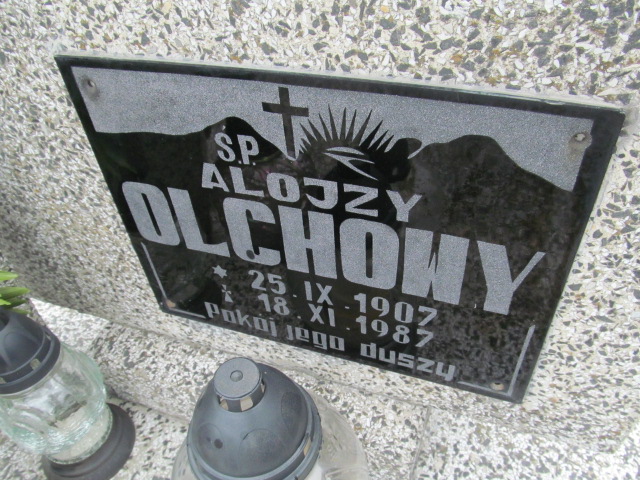 Ś.P
ALOJZY
OLCHOWY
* 25.IX.1907
✝ 18.XI.1987
pokój jego duszy